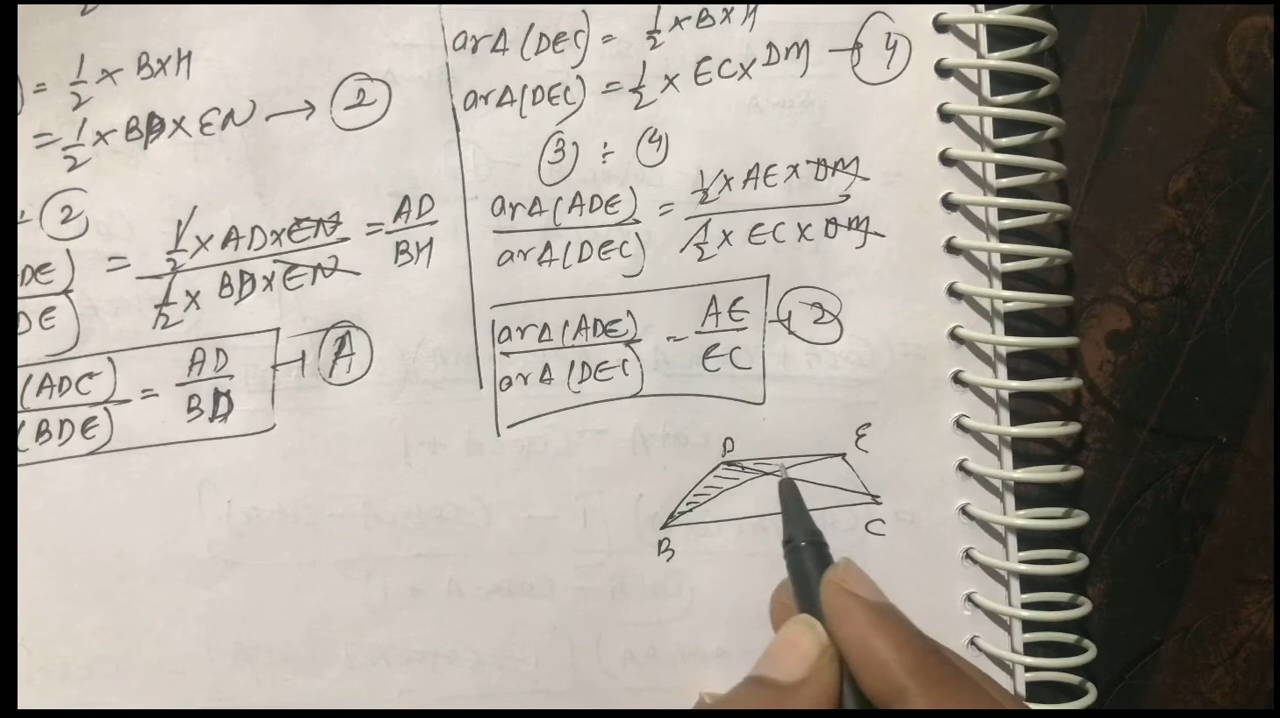 ) = 1/2 × B×H
= 1/2 × BD × EN → (2)
÷ (2)
DE) / DE) = 1/2 × AD × EN / 1/2 × BD × EN = AD / BH
(ADE) / (BDE) = AD / BD → (A)
arΔ(DEC) = 1/2 × B×H
arΔ(DEC) = 1/2 × EC × DM → (4)
(3) ÷ (4)
arΔ(ADE) / arΔ(DEC) = 1/2 × AE × DM / 1/2 × EC × DM
arΔ(ADE) / arΔ(DEC) = AE / EC → (2)
D E
B C